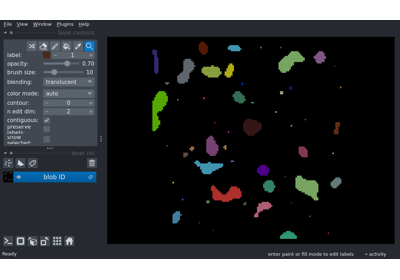 File View Window Plugins Help
layer controls
label: 1
opacity: 0.70
brush size: 10
blending: translucent
color mode: auto
contour: 0
n edit dim: 2
contiguous:
preserve labels:
show selected:
layer list
blob ID
Ready
enter paint or fill mode to edit labels
activity